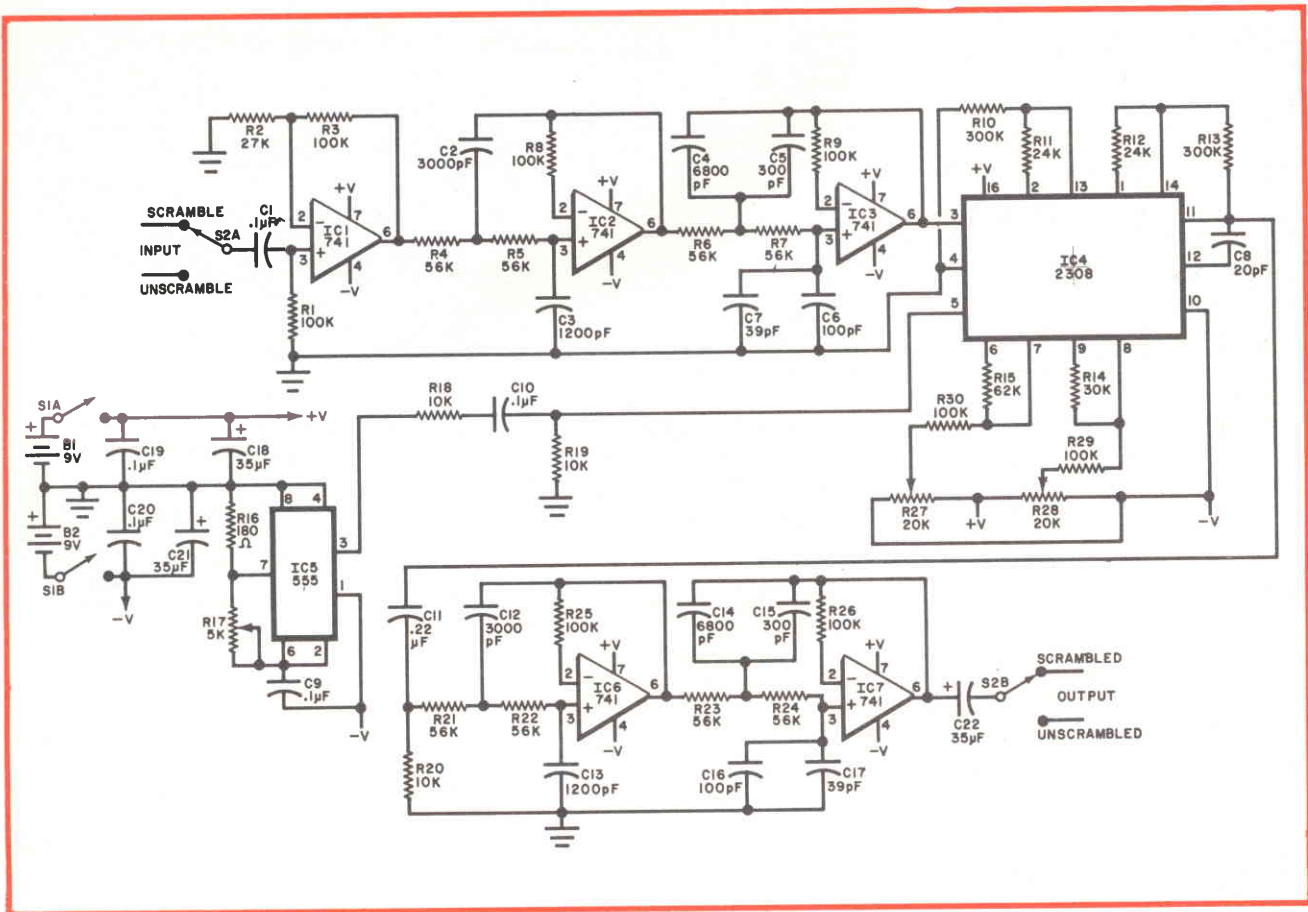 R2
27K
R3
100K
C2
3000pF
R8
100K
C4
6800
pF
C5
300
pF
R9
100K
R10
300K
R11
24K
R12
24K
R13
300K
SCRAMBLE
C1
.1µF
S2A
INPUT
UNSCRAMBLE
2
-
+V
7
IC1
741
6
+
3
4
-V
R4
56K
R5
56K
2
-
+V
7
IC2
741
6
+
3
4
-V
R6
56K
R7
56K
2
-
+V
7
IC3
741
6
+
3
4
-V
R1
100K
C3
1200pF
C7
39pF
C6
100pF
+V
16
2
13
1
14
3
4
5
IC4
2308
11
12
10
6
7
9
8
C8
20pF
R15
62K
R14
30K
R30
100K
R29
100K
R27
20K
+V
R28
20K
-V
S1A
+
B1
9V
C19
.1µF
+
C18
35µF
+V
R18
10K
C10
.1µF
R19
10K
+
B2
9V
S1B
C20
.1µF
+
C21
35µF
-V
R16
180
Ω
R17
5K
8
4
7
IC5
555
3
1
6
2
C9
.1µF
-V
C11
.22
µF
C12
3000
pF
R25
100K
C14
6800
pF
C15
300
pF
R26
100K
R21
56K
R22
56K
2
-
+V
7
IC6
741
6
+
3
4
-V
R23
56K
R24
56K
2
-
+V
7
IC7
741
6
+
3
4
-V
+
C22
35µF
S2B
SCRAMBLED
OUTPUT
UNSCRAMBLED
R20
10K
C13
1200pF
C16
100pF
C17
39pF